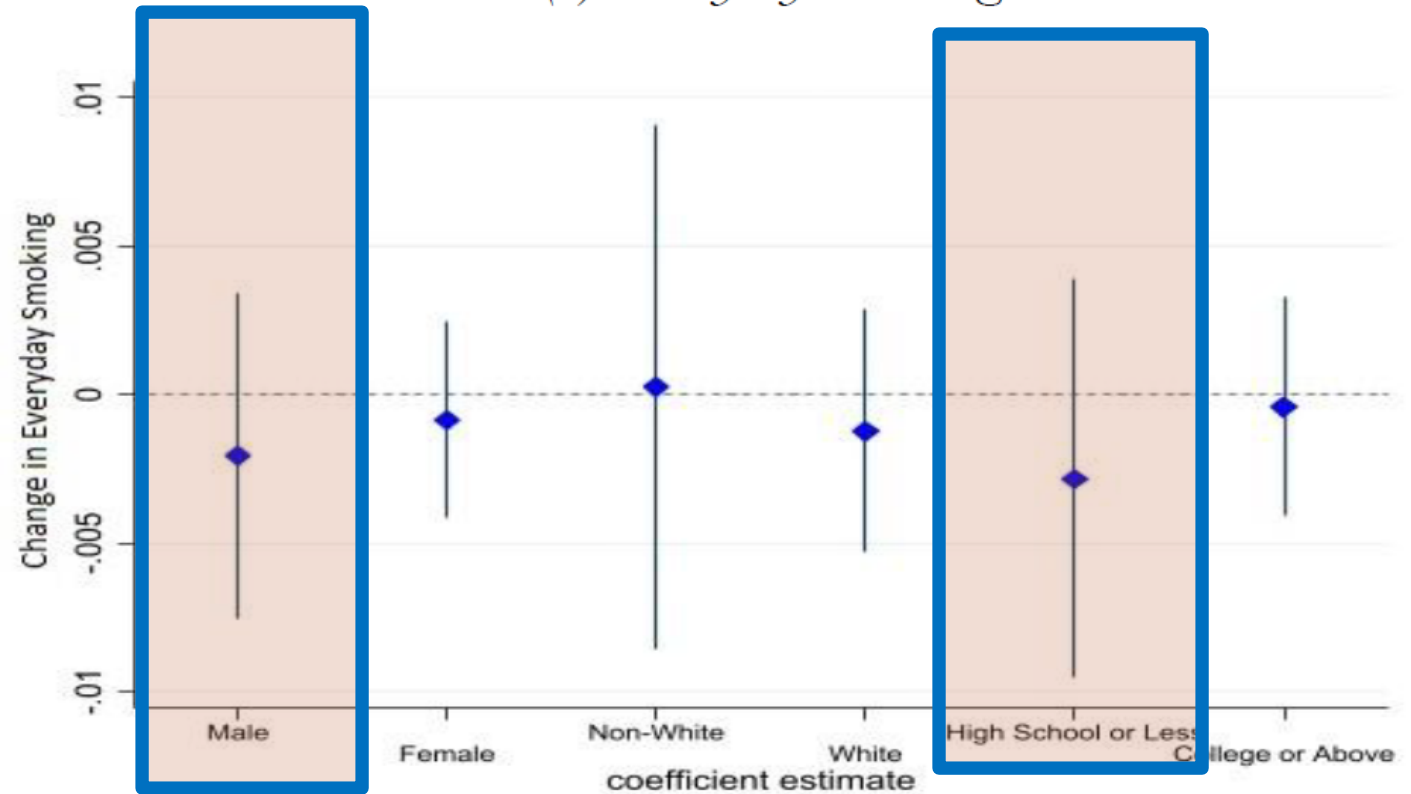 Change in Everyday Smoking
.01
.005
0
-.005
-.01
Male
Female
Non-White
White
High School or Less
College or Above
coefficient estimate